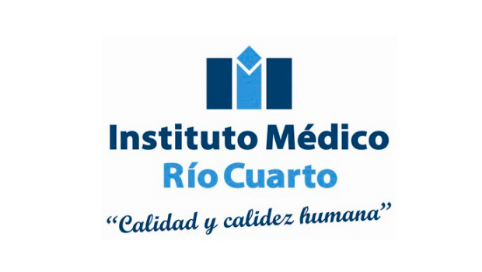 Instituto Médico
Río Cuarto
“Calidad y calidez humana”